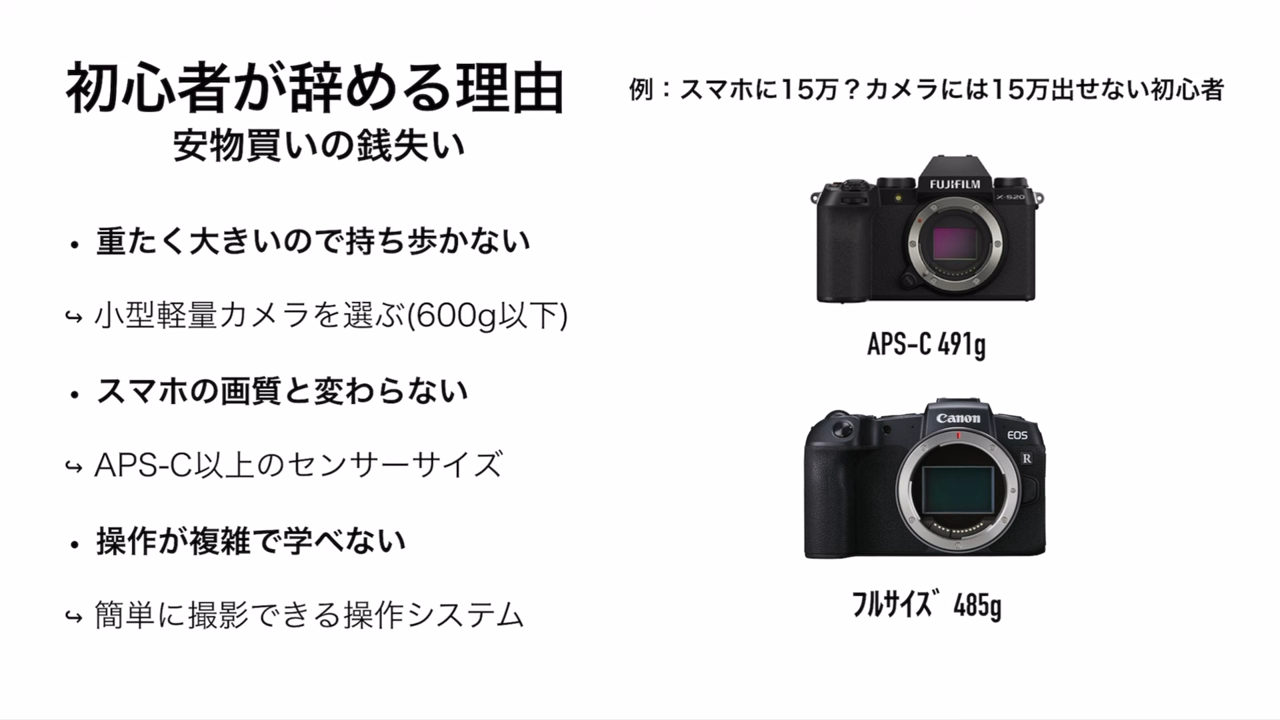 初心者が辞める理由
安物買いの銭失い
• 重たく大きいので持ち歩かない
↪ 小型軽量カメラを選ぶ(600g以下)
• スマホの画質と変わらない
↪ APS-C以上のセンサーサイズ
• 操作が複雑で学べない
↪ 簡単に撮影できる操作システム
例：スマホに15万？カメラには15万出せない初心者
FUJIFILM
X-S20
APS-C 491g
Canon
EOS
R
フルサイズ 485g